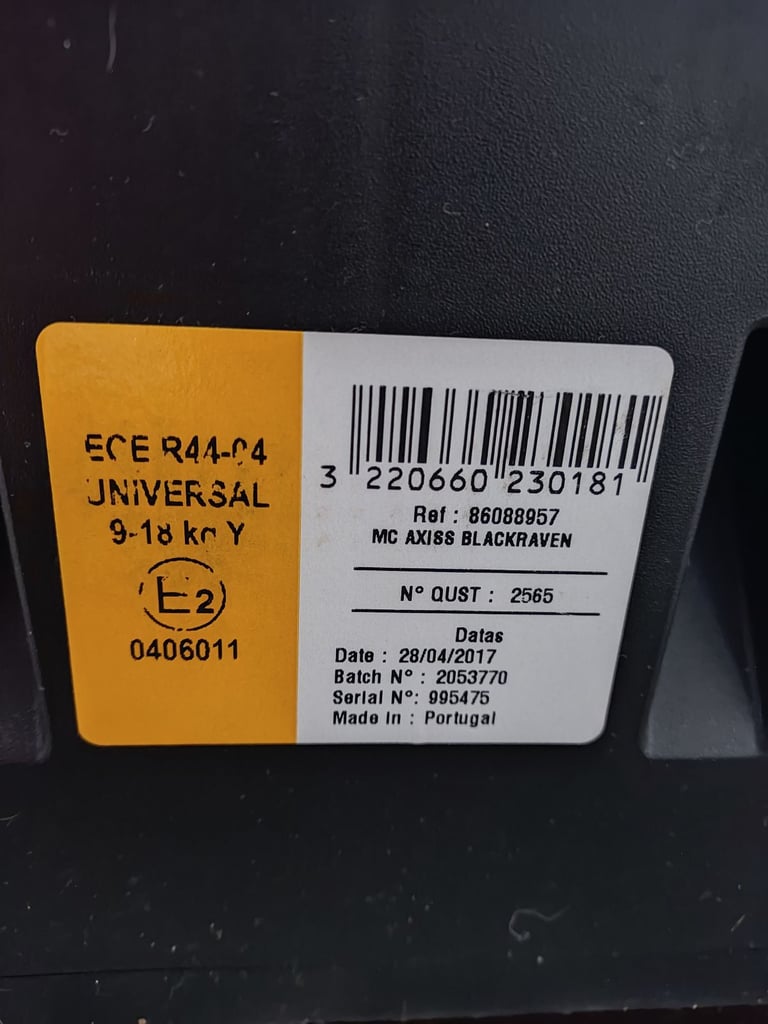 ECE R44-04
UNIVERSAL
9-18 kg Y
E2
0406011
3 220660 230181
Ref : 86088957
MC AXISS BLACKRAVEN
N° QUST : 2565
Datas
Date : 28/04/2017
Batch N° : 2053770
Serial N°: 995475
Made In : Portugal